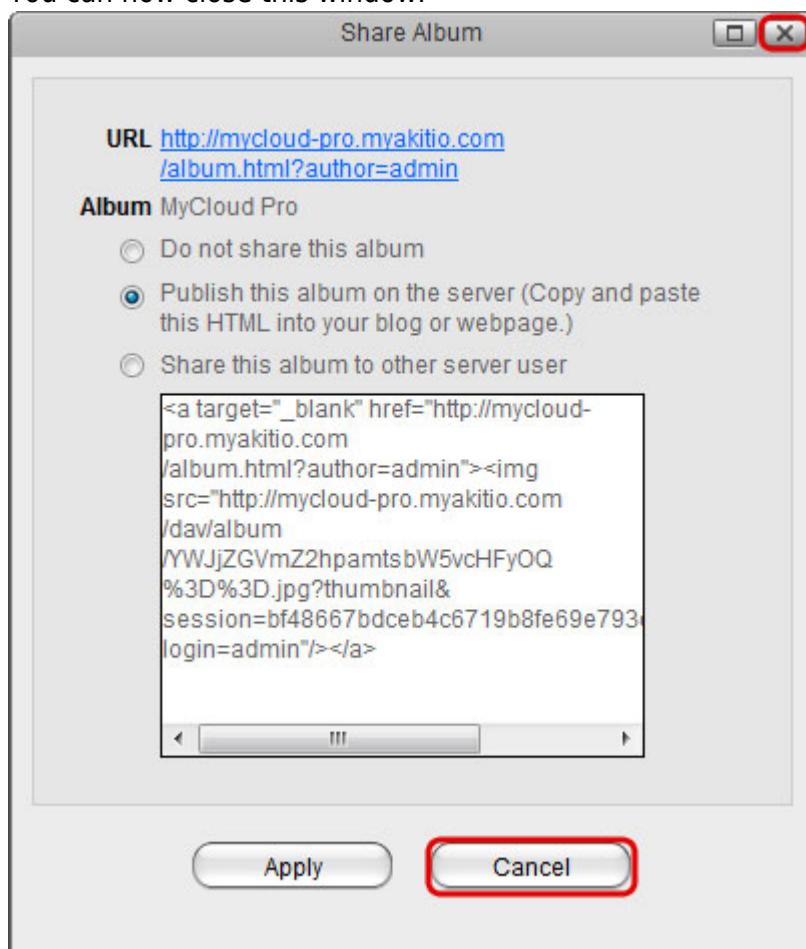 You can now close this window.
Share Album
URL http://mycloud-pro.myakitio.com
/album.html?author=admin
Album MyCloud Pro
Do not share this album
Publish this album on the server (Copy and paste
this HTML into your blog or webpage.)
Share this album to other server user
<a target="_blank" href="http://mycloud-
pro.myakitio.com
/album.html?author=admin"><img
src="http://mycloud-pro.myakitio.com
/dav/album
/YWJjZGVmZ2hpamtsbW5vcHFyOQ
%3D%3D.jpg?thumbnail&
session=bf48667bdceb4c6719b8fe69e793
login=admin"/></a>
Apply
Cancel